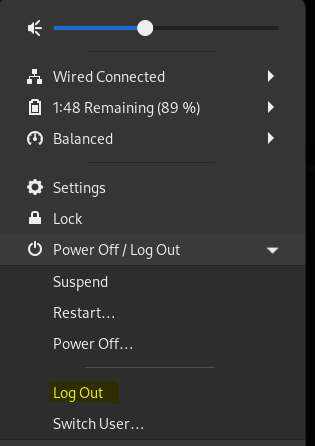 Wired Connected
1:48 Remaining (89 %)
Balanced
Settings
Lock
Power Off / Log Out
Suspend
Restart…
Power Off…
Log Out
Switch User…